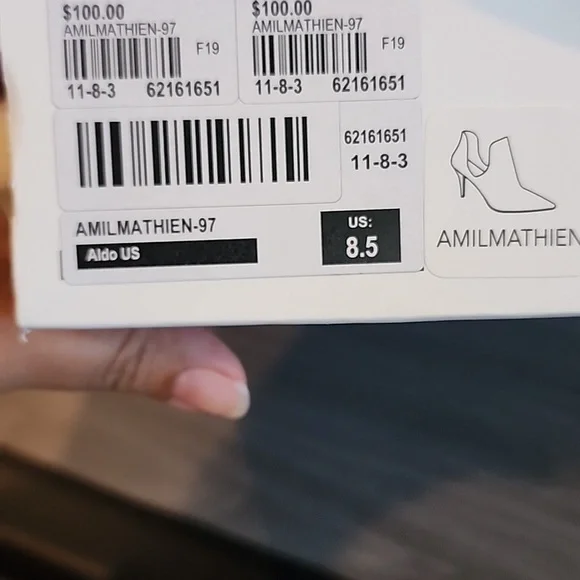 $100.00
AMILMATHIEN-97
F19
11-8-3 62161651
$100.00
AMILMATHIEN-97
F19
11-8-3 62161651
62161651
11-8-3
AMILMATHIEN-97
Aldo US
US:
8.5
AMILMATHIEN